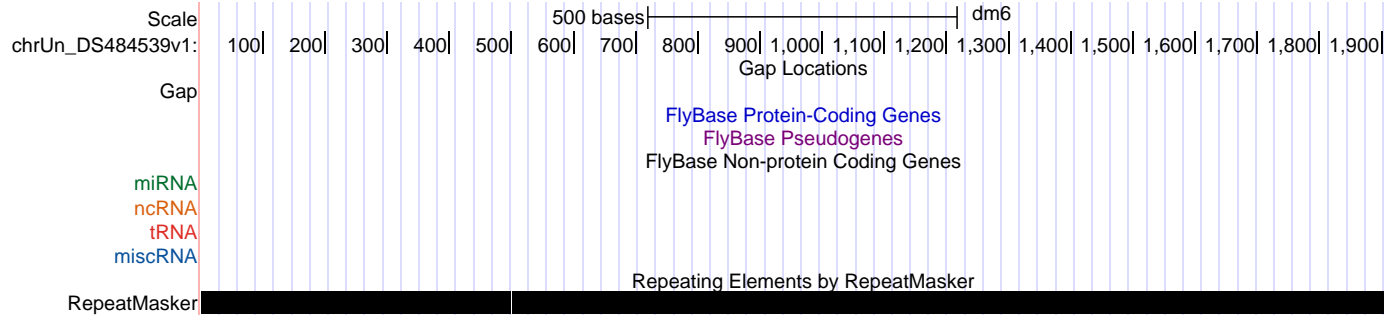 Scale 500 bases dm6
chrUn_DS484539v1: 100 200 300 400 500 600 700 800 900 1,000 1,100 1,200 1,300 1,400 1,500 1,600 1,700 1,800 1,900
Gap Locations
Gap
FlyBase Protein-Coding Genes
FlyBase Pseudogenes
FlyBase Non-protein Coding Genes
miRNA
ncRNA
tRNA
miscRNA
Repeating Elements by RepeatMasker
RepeatMasker